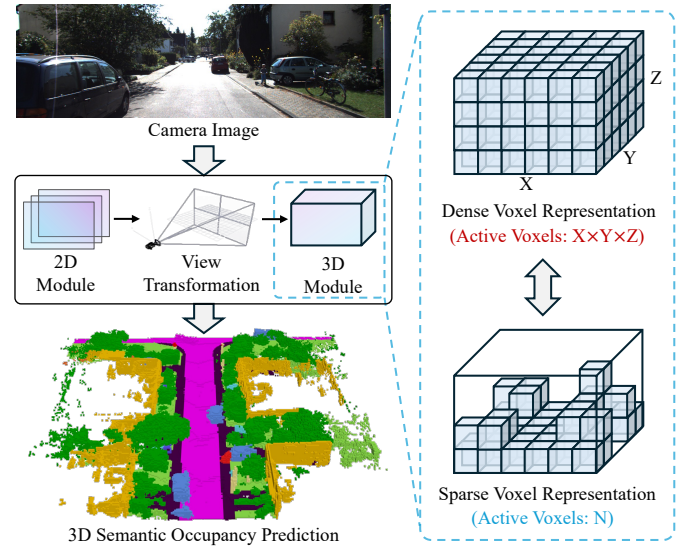 Camera Image
2D
Module
View
Transformation
3D
Module
3D Semantic Occupancy Prediction
Z
Y
X
Dense Voxel Representation
(Active Voxels: X×Y×Z)
Sparse Voxel Representation
(Active Voxels: N)